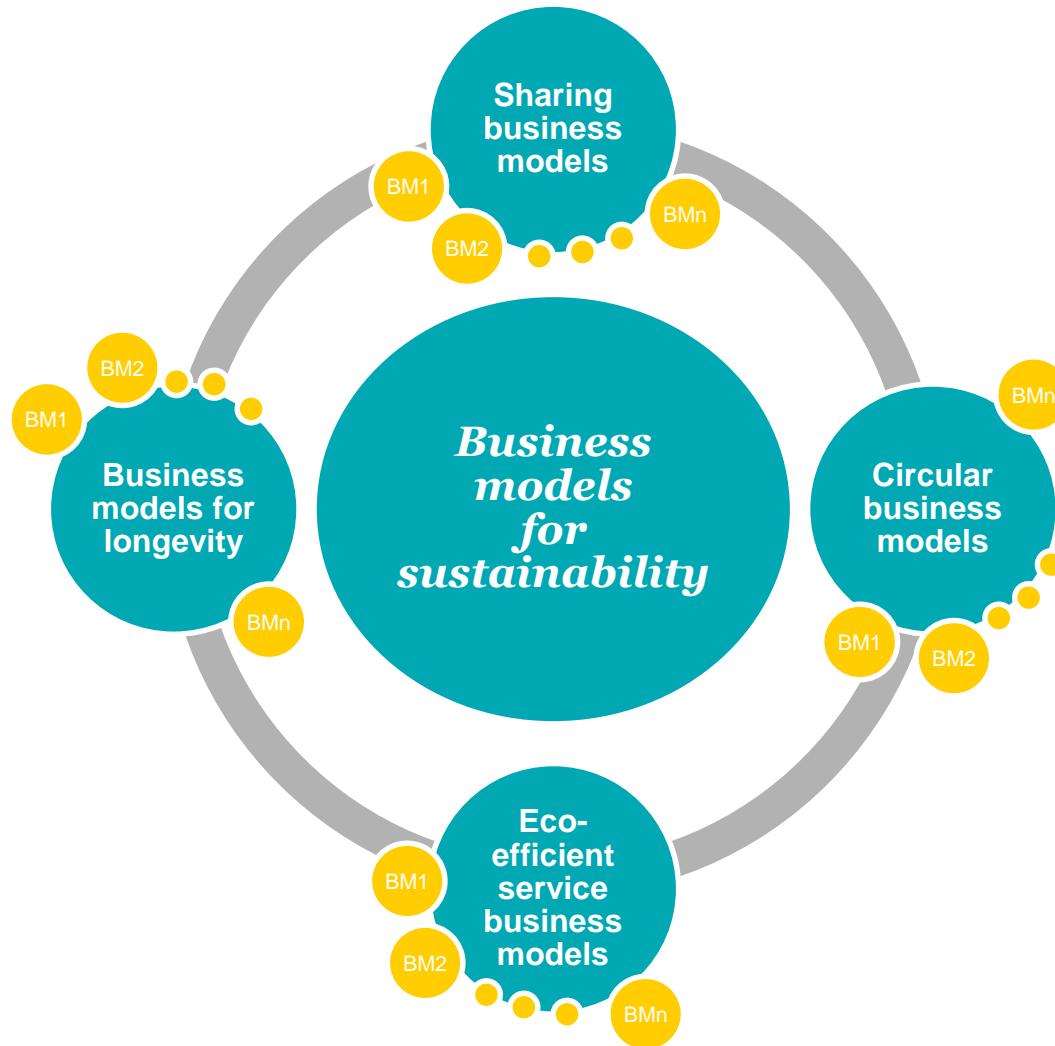 Sharing
business
models
BM1
BM2
BMn
BM1
BM2
Business
models for
longevity
BMn
Business
models
for
sustainability
BMn
Circular
business
models
BM1
BM2
Eco-
efficient
service
business
models
BM1
BM2
BMn